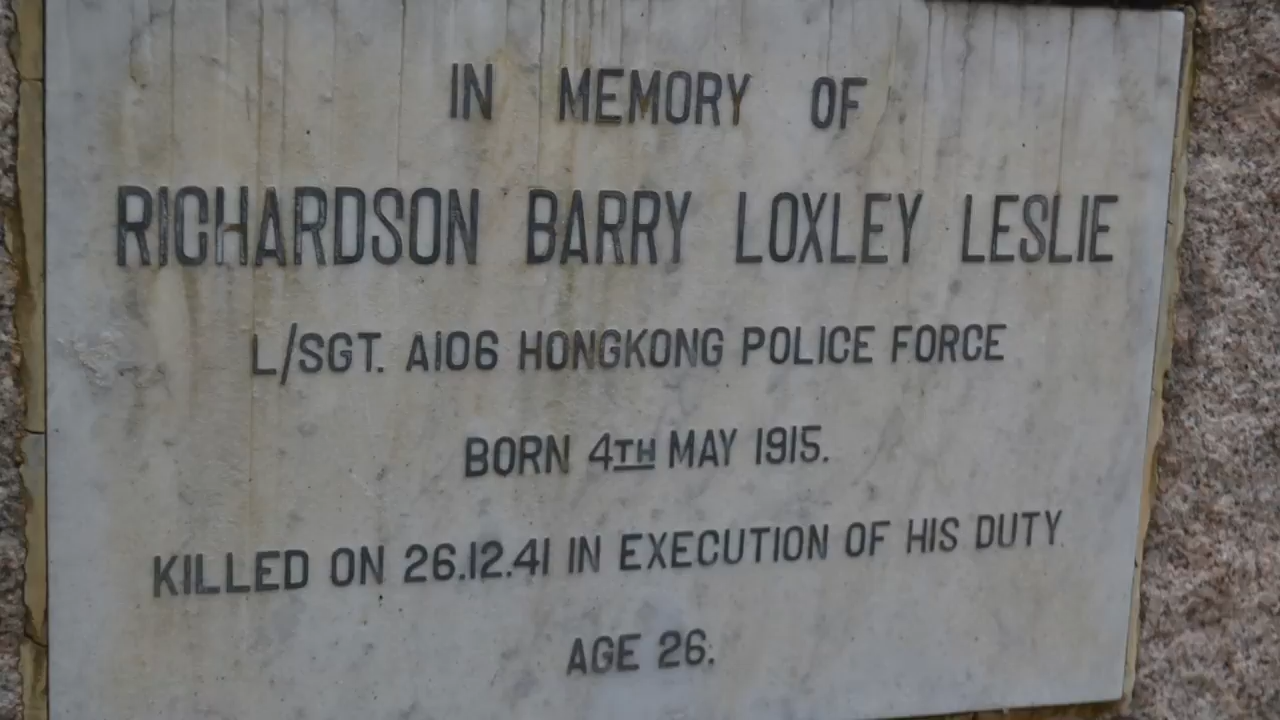 IN MEMORY OF
RICHARDSON BARRY LOXLEY LESLIE
L/SGT. A106 HONGKONG POLICE FORCE
BORN 4TH MAY 1915.
KILLED ON 26.12.41 IN EXECUTION OF HIS DUTY
AGE 26.